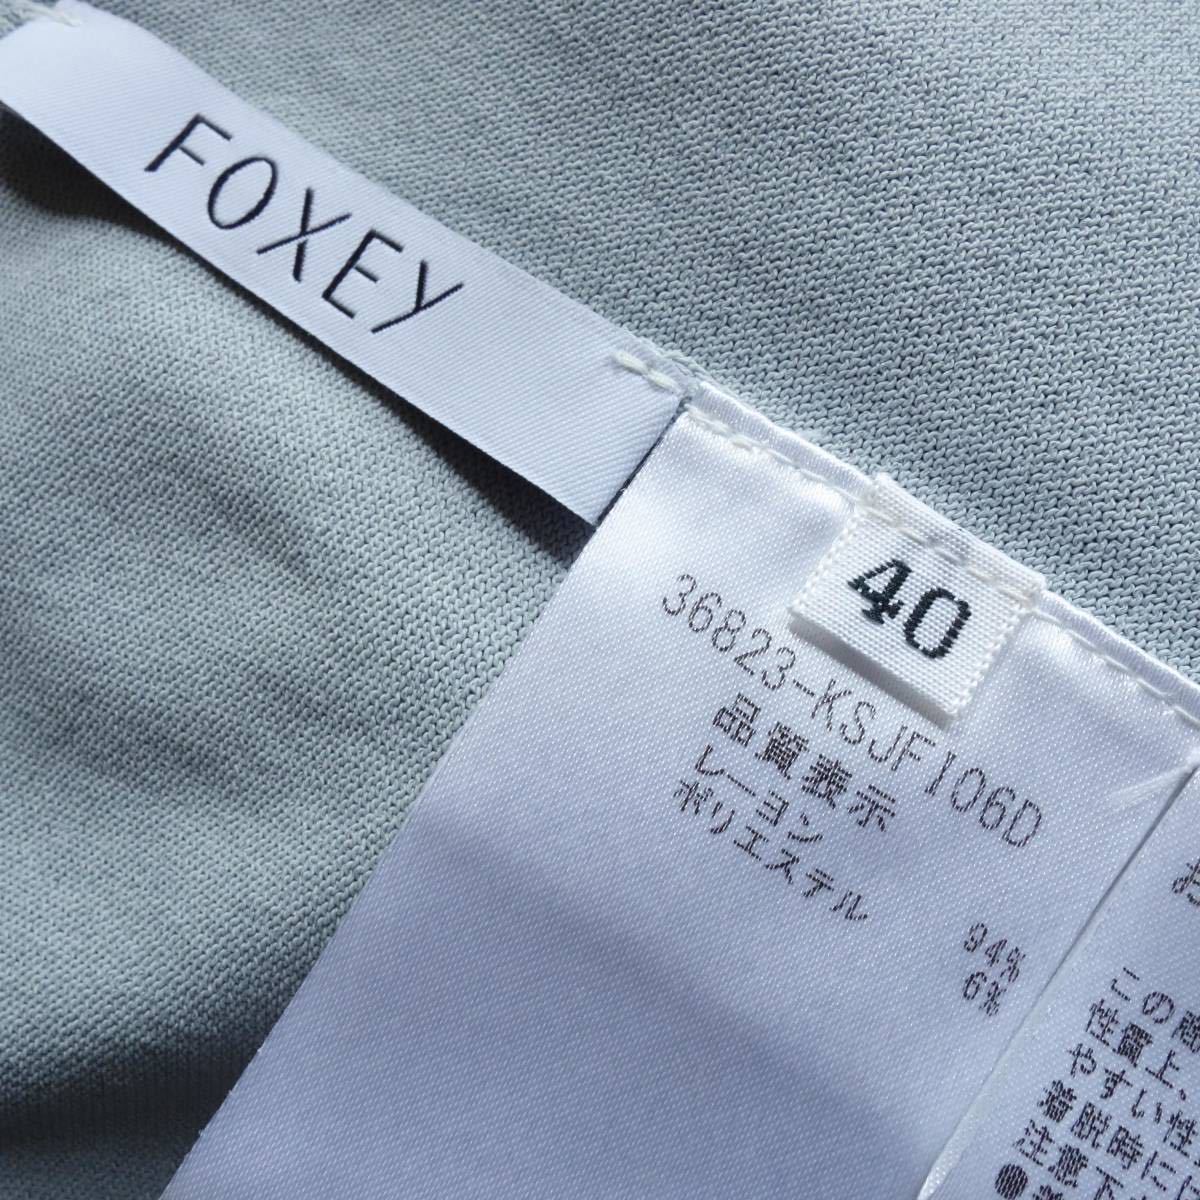 FOXEY
40
36823-KSJF106D
品質表示
レーヨン 94%
ポリエステル 6%
お
この商
性質上、
やすい性
着脱時に
注意下